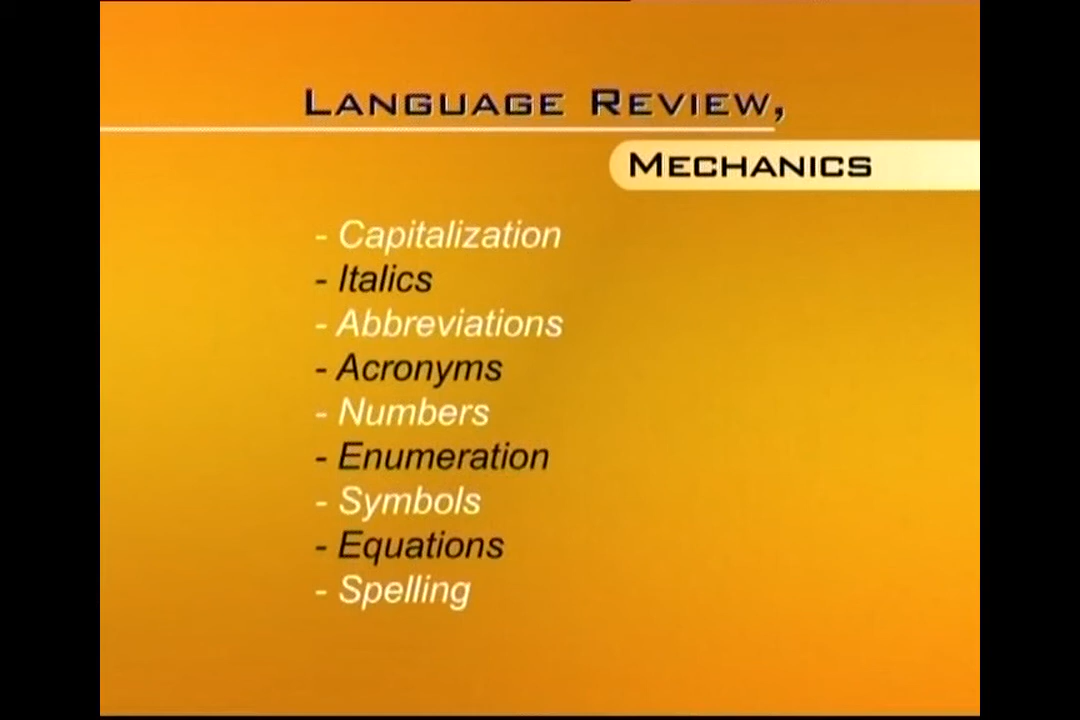 Language Review,
Mechanics
- Capitalization
- Italics
- Abbreviations
- Acronyms
- Numbers
- Enumeration
- Symbols
- Equations
- Spelling